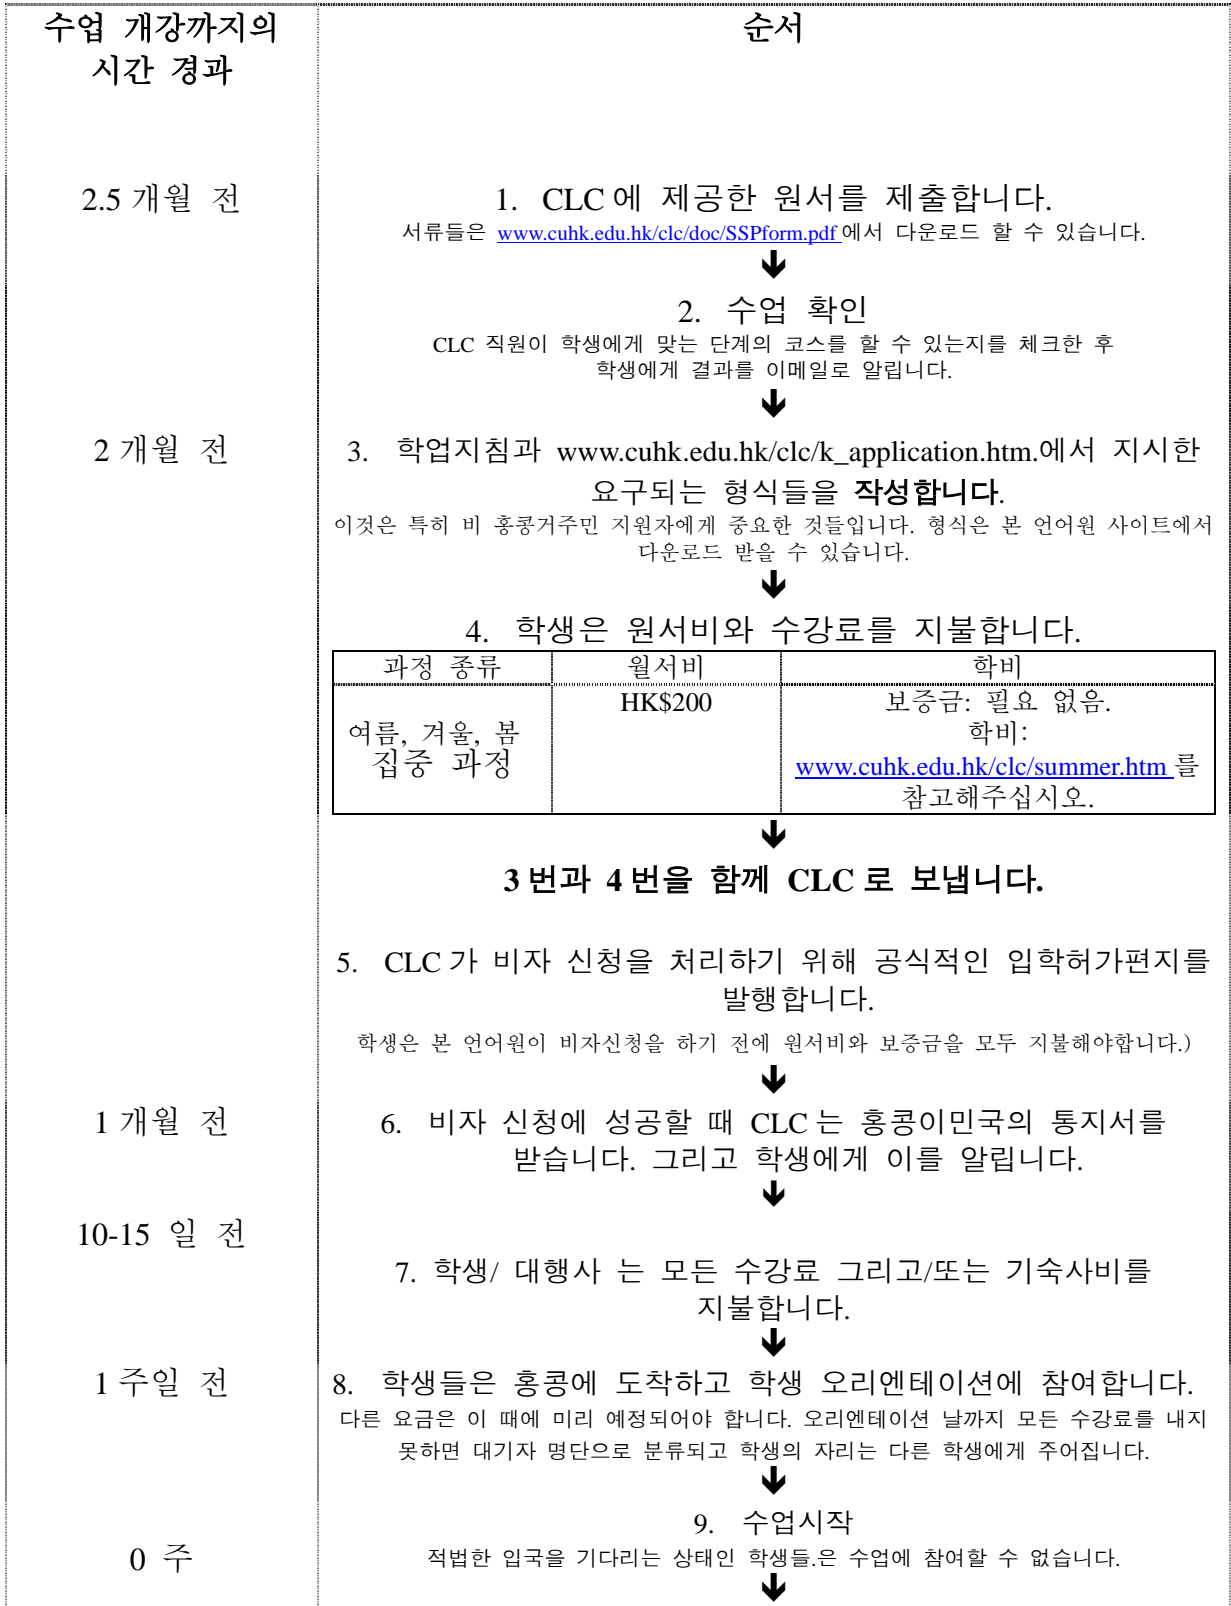 수업 개강까지의
시간 경과
순서
2.5 개월 전
1. CLC 에 제공한 원서를 제출합니다.
서류들은 www.cuhk.edu.hk/clc/doc/SSPform.pdf 에서 다운로드 할 수 있습니다.
2. 수업 확인
CLC 직원이 학생에게 맞는 단계의 코스를 할 수 있는지를 체크한 후
학생에게 결과를 이메일로 알립니다.
2 개월 전
3. 학업지침과 www.cuhk.edu.hk/clc/k_application.htm.에서 지시한
요구되는 형식들을 작성합니다.
이것은 특히 비 홍콩거주민 지원자에게 중요한 것들입니다. 형식은 본 언어원 사이트에서
다운로드 받을 수 있습니다.
4. 학생은 원서비와 수강료를 지불합니다.
과정 종류 월서비 학비
여름, 겨울, 봄
집중 과정
HK$200
보증금: 필요 없음.
학비:
www.cuhk.edu.hk/clc/summer.htm 를
참고해주십시오.
3 번과 4 번을 함께 CLC 로 보냅니다.
5. CLC 가 비자 신청을 처리하기 위해 공식적인 입학허가편지를
발행합니다.
학생은 본 언어원이 비자신청을 하기 전에 원서비와 보증금을 모두 지불해야합니다.)
1 개월 전
6. 비자 신청에 성공할 때 CLC 는 홍콩이민국의 통지서를
받습니다. 그리고 학생에게 이를 알립니다.
10-15 일 전
7. 학생/ 대행사 는 모든 수강료 그리고/또는 기숙사비를
지불합니다.
1 주일 전
8. 학생들은 홍콩에 도착하고 학생 오리엔테이션에 참여합니다.
다른 요금은 이 때에 미리 예정되어야 합니다. 오리엔테이션 날까지 모든 수강료를 내지
못하면 대기자 명단으로 분류되고 학생의 자리는 다른 학생에게 주어집니다.
9. 수업시작
0 주
적법한 입국을 기다리는 상태인 학생들.은 수업에 참여할 수 없습니다.